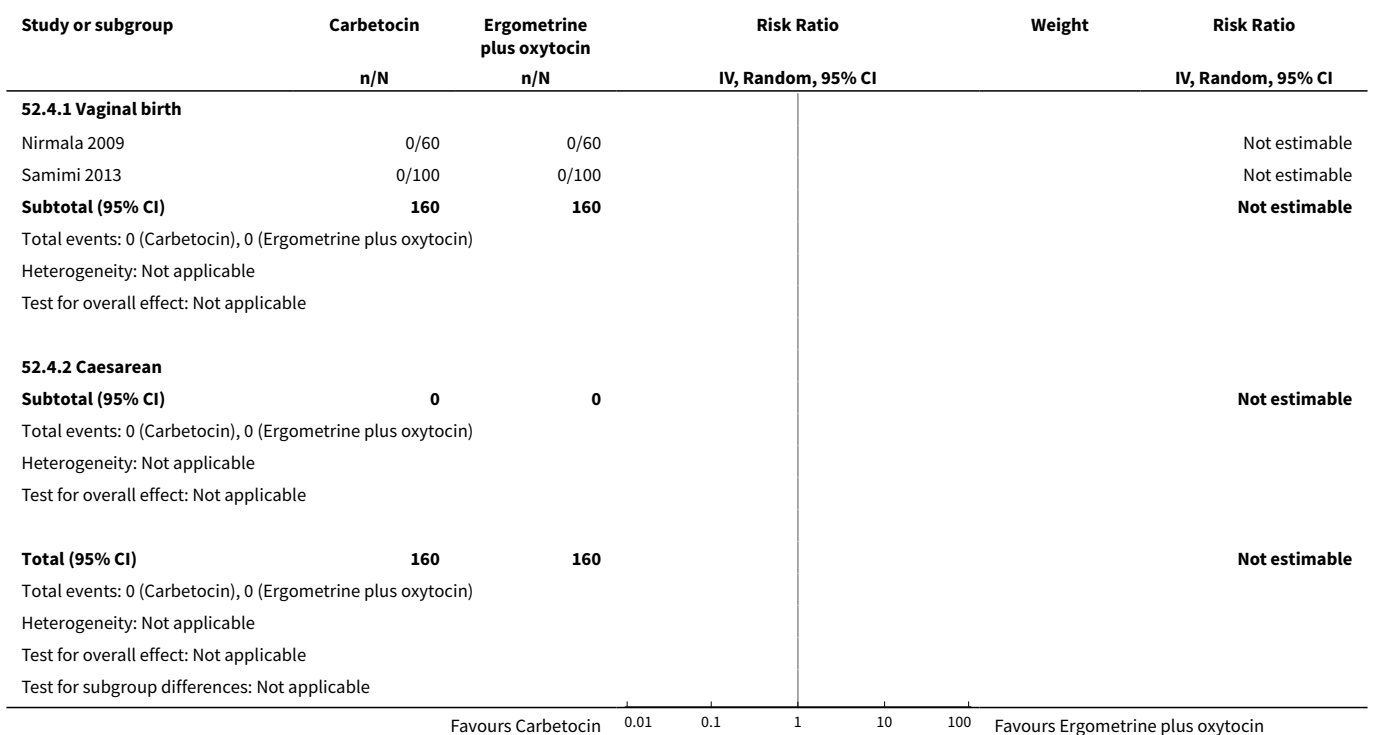 Study or subgroup Carbetocin Ergometrine plus oxytocin Risk Ratio Weight Risk Ratio
n/N n/N IV, Random, 95% CI IV, Random, 95% CI
52.4.1 Vaginal birth
Nirmala 2009 0/60 0/60 Not estimable
Samimi 2013 0/100 0/100 Not estimable
Subtotal (95% CI) 160 160 Not estimable
Total events: 0 (Carbetocin), 0 (Ergometrine plus oxytocin)
Heterogeneity: Not applicable
Test for overall effect: Not applicable
52.4.2 Caesarean
Subtotal (95% CI) 0 0 Not estimable
Total events: 0 (Carbetocin), 0 (Ergometrine plus oxytocin)
Heterogeneity: Not applicable
Test for overall effect: Not applicable
Total (95% CI) 160 160 Not estimable
Total events: 0 (Carbetocin), 0 (Ergometrine plus oxytocin)
Heterogeneity: Not applicable
Test for overall effect: Not applicable
Test for subgroup differences: Not applicable
Favours Carbetocin 0.01 0.1 1 10 100 Favours Ergometrine plus oxytocin